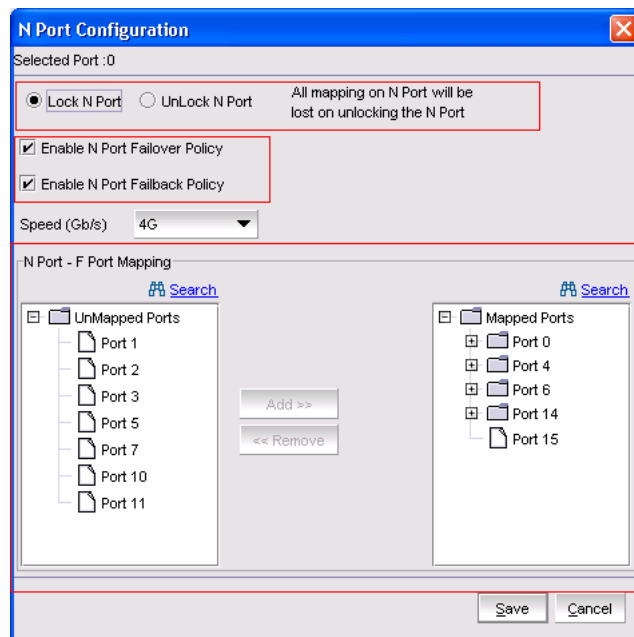 N Port Configuration
Selected Port :0
Lock N Port
UnLock N Port
All mapping on N Port will be
lost on unlocking the N Port
Enable N Port Failover Policy
Enable N Port Failback Policy
Speed (Gb/s)
4G
N Port - F Port Mapping
Search
UnMapped Ports
Port 1
Port 2
Port 3
Port 5
Port 7
Port 10
Port 11
Add >>
<< Remove
Search
Mapped Ports
Port 0
Port 4
Port 6
Port 14
Port 15
Save
Cancel